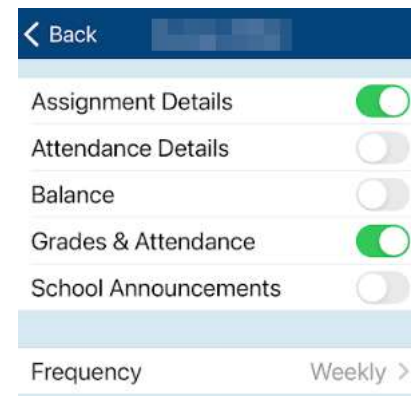 Back
Assignment Details
Attendance Details
Balance
Grades & Attendance
School Announcements
Frequency Weekly